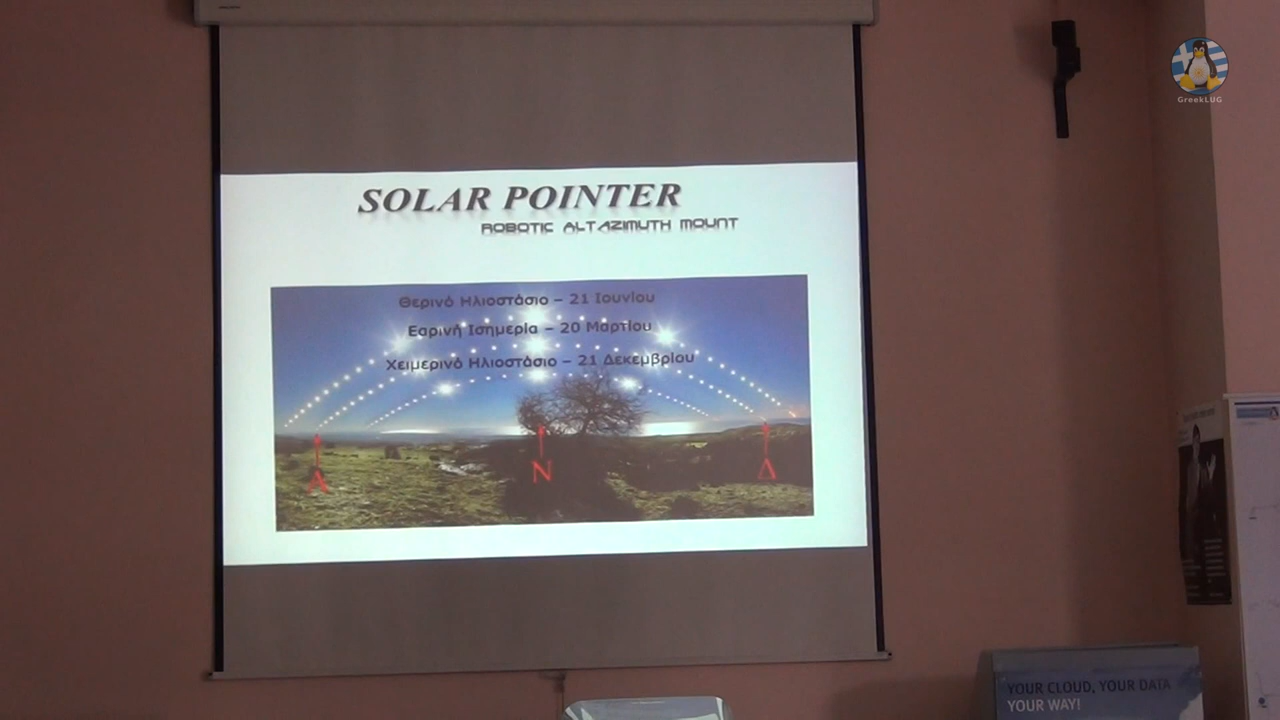 GreekLUG
SOLAR POINTER
ROBOTIC ALTAZIMUTH MOUNT
Θερινό Ηλιοστάσιο – 21 Ιουνίου
Εαρινή Ισημερία – 20 Μαρτίου
Χειμερινό Ηλιοστάσιο – 21 Δεκεμβρίου
Α
Ν
Δ
YOUR CLOUD, YOUR DATA
YOUR WAY!